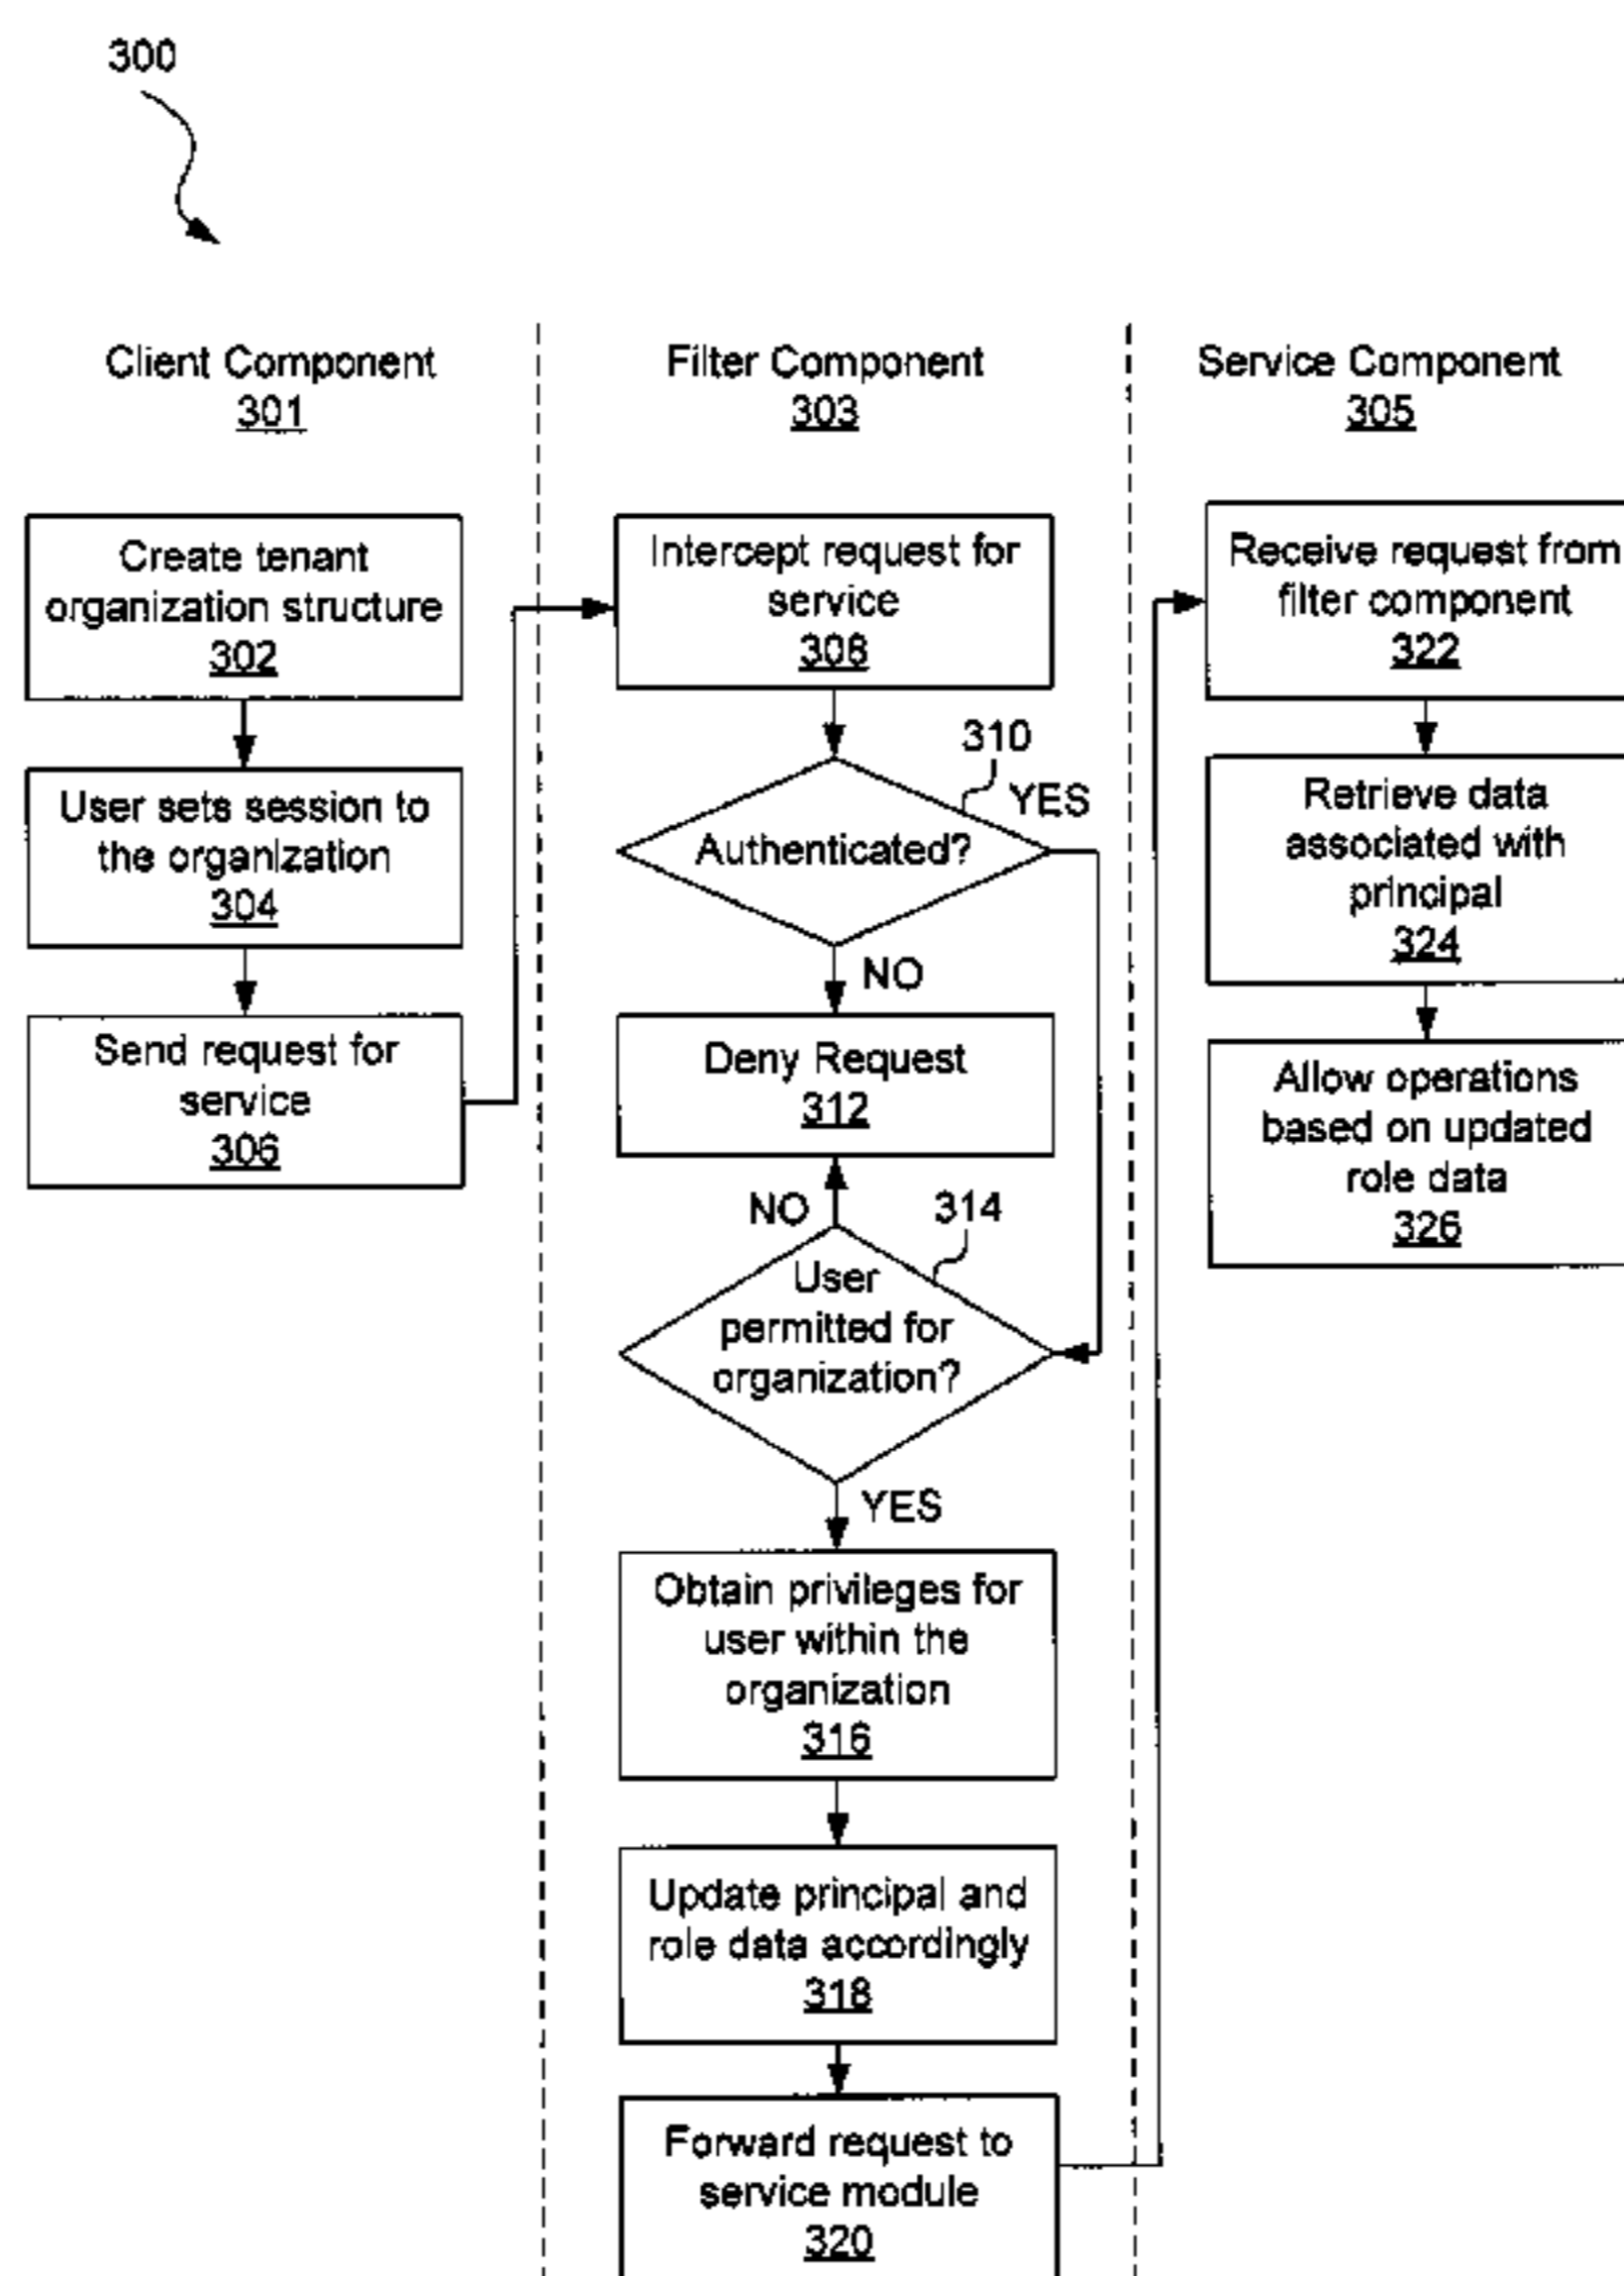 300
Client Component
301
Filter Component
303
Service Component
305
Create tenant
organization structure
302
User sets session to
the organization
304
Send request for
service
306
Intercept request for
service
308
310
YES
Authenticated?
NO
Deny Request
312
NO
314
User
permitted for
organization?
YES
Obtain privileges for
user within the
organization
316
Update principal and
role data accordingly
318
Forward request to
service module
320
Receive request from
filter component
322
Retrieve data
associated with
principal
324
Allow operations
based on updated
role data
326